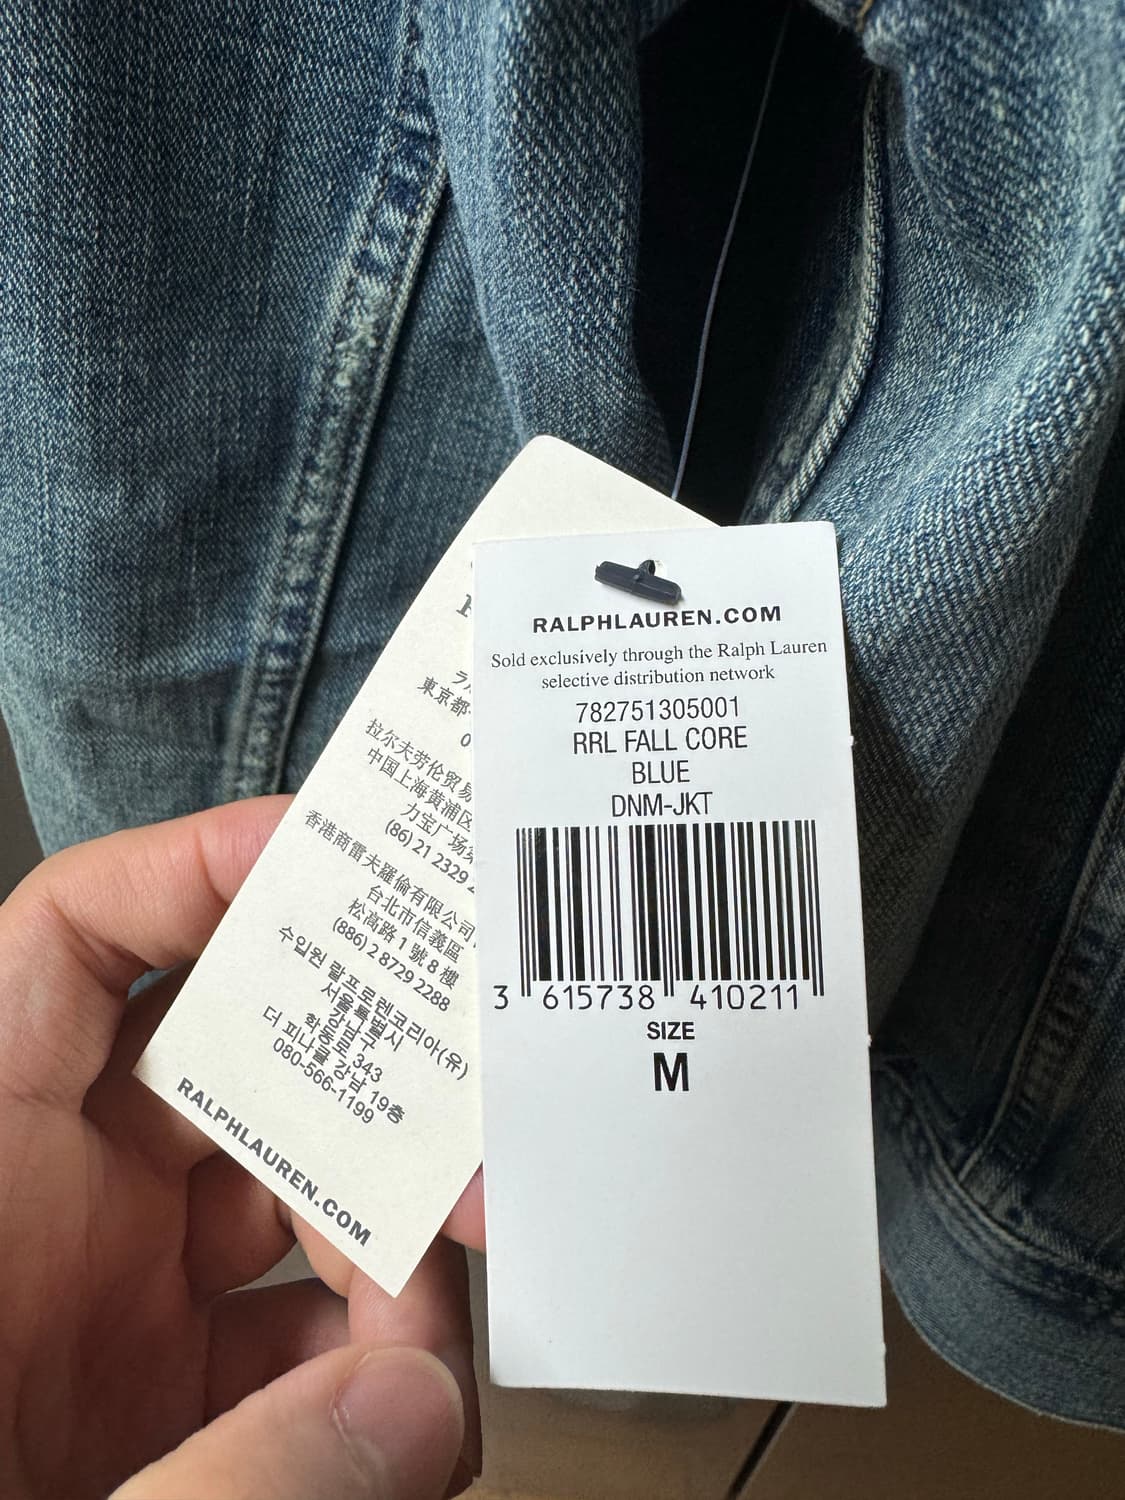 RALPHLAUREN.COM
Sold exclusively through the Ralph Lauren
selective distribution network
782751305001
RRL FALL CORE
BLUE
DNM-JKT
3 615738 410211
SIZE
M
東京都
0
拉尔夫劳伦贸易
中国上海黄浦区
力宝广场
(86) 21 2329
香港商雷夫羅倫有限公司
台北市信義區
松高路 1 號 8 樓
(886) 2 8729 2288
수입원 랄프로렌코리아(유)
서울특별시
강남구
학동로 343
더 피나클 강남 19층
080-566-1199
RALPHLAUREN.COM